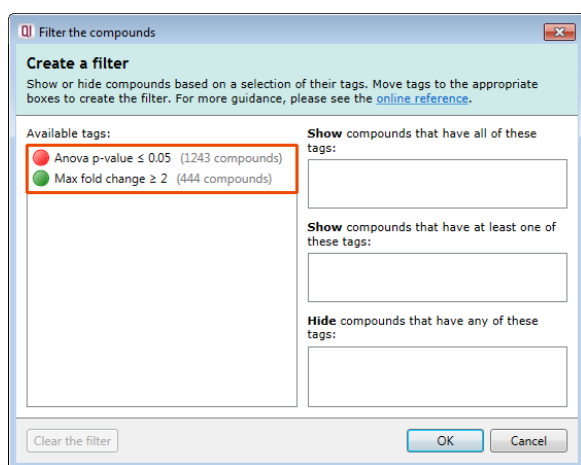 QI Filter the compounds
Create a filter
Show or hide compounds based on a selection of their tags. Move tags to the appropriate
boxes to create the filter. For more guidance, please see the online reference.
Available tags:
Anova p-value ≤ 0.05 (1243 compounds)
Max fold change ≥ 2 (444 compounds)
Show compounds that have all of these
tags:
Show compounds that have at least one of
these tags:
Hide compounds that have any of these
tags:
Clear the filter
OK
Cancel